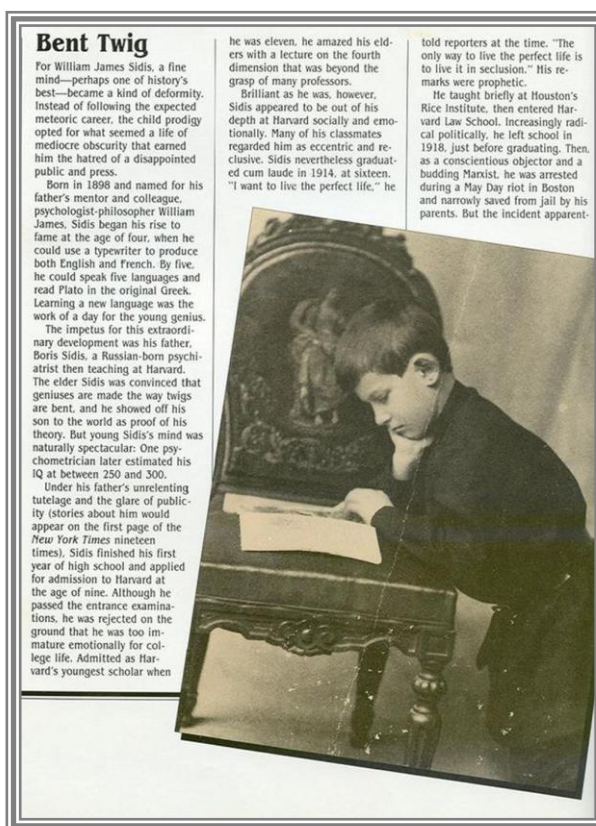 Bent Twig
For William James Sidis, a fine
mind—perhaps one of history's
best—became a kind of deformity.
Instead of following the expected
meteoric career, the child prodigy
opted for what seemed a life of
mediocre obscurity that earned
him the hatred of a disappointed
public and press.
Born in 1898 and named for his
father's mentor and colleague,
psychologist-philosopher William
James, Sidis began his rise to
fame at the age of four, when he
could use a typewriter to produce
both English and French. By five,
he could speak five languages and
read Plato in the original Greek.
Learning a new language was the
work of a day for the young genius.
The impetus for this extraordi-
nary development was his father,
Boris Sidis, a Russian-born psychi-
atrist then teaching at Harvard.
The elder Sidis was convinced that
geniuses are made the way twigs
are bent, and he showed off his
son to the world as proof of his
theory. But young Sidis's mind was
naturally spectacular: One psy-
chometrician later estimated his
IQ at between 250 and 300.
Under his father's unrelenting
tutelage and the glare of public-
ity (stories about him would
appear on the first page of the
New York Times nineteen
times), Sidis finished his first
year of high school and applied
for admission to Harvard at
the age of nine. Although he
passed the entrance examina-
tions, he was rejected on the
ground that he was too im-
mature emotionally for col-
lege life. Admitted as Har-
vard's youngest scholar when
he was eleven, he amazed his eld-
ers with a lecture on the fourth
dimension that was beyond the
grasp of many professors.
Brilliant as he was, however,
Sidis appeared to be out of his
depth at Harvard socially and emo-
tionally. Many of his classmates
regarded him as eccentric and re-
clusive. Sidis nevertheless graduat-
ed cum laude in 1914, at sixteen.
"I want to live the perfect life," he
told reporters at the time. "The
only way to live the perfect life is
to live it in seclusion." His re-
marks were prophetic.
He taught briefly at Houston's
Rice Institute, then entered Har-
vard Law School. Increasingly radi-
cal politically, he left school in
1918, just before graduating. Then,
as a conscientious objector and a
budding Marxist, he was arrested
during a May Day riot in Boston
and narrowly saved from jail by his
parents. But the incident apparent-